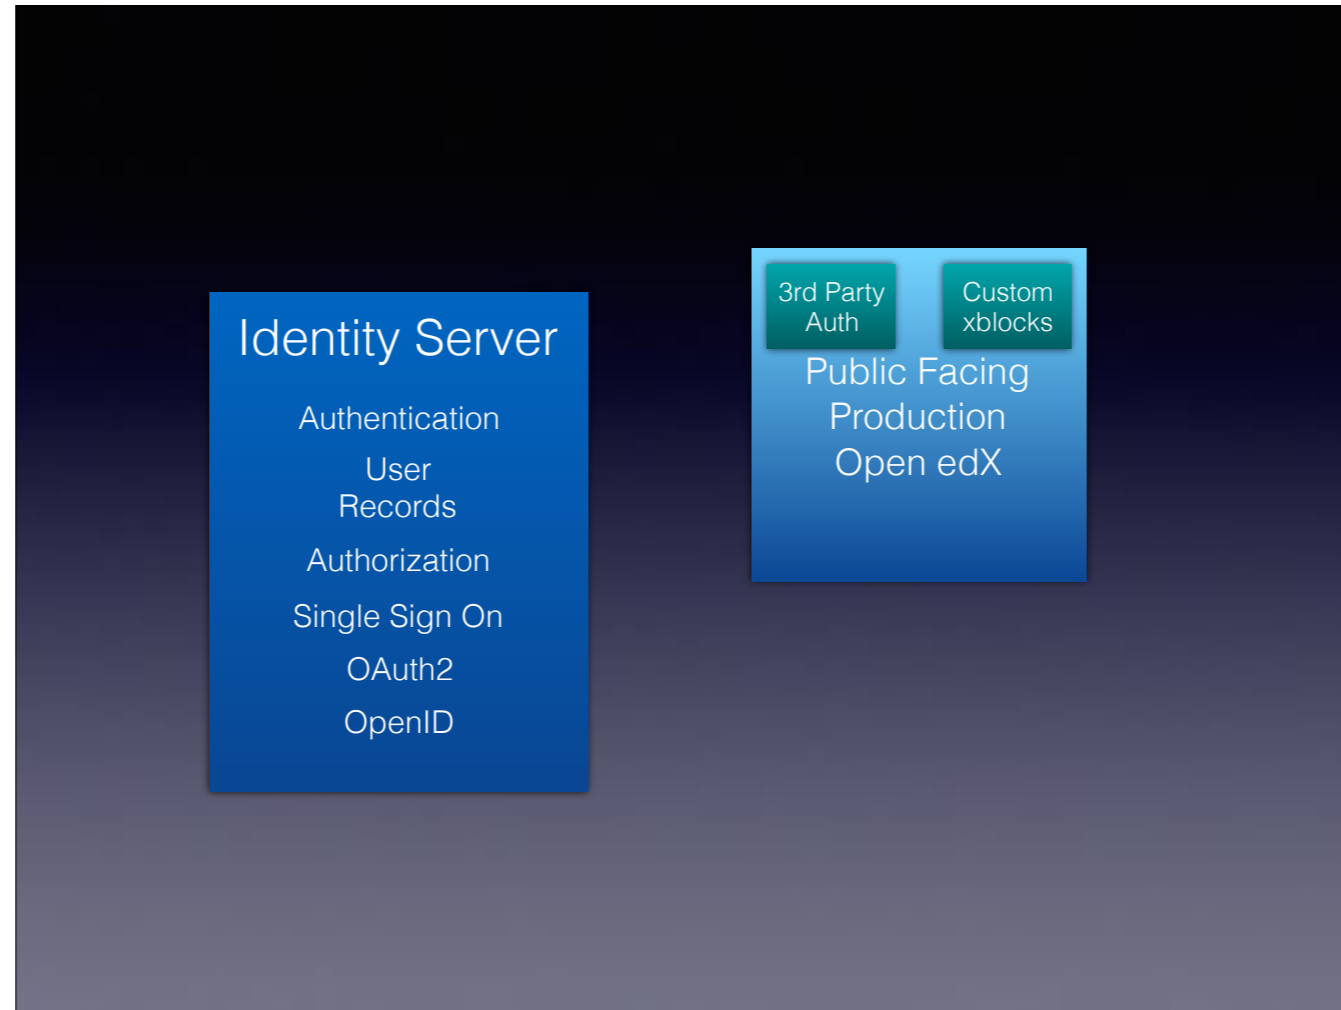 Identity Server
Authentication
User
Records
Authorization
Single Sign On
OAuth2
OpenID
3rd Party
Auth
Custom
xblocks
Public Facing
Production
Open edX